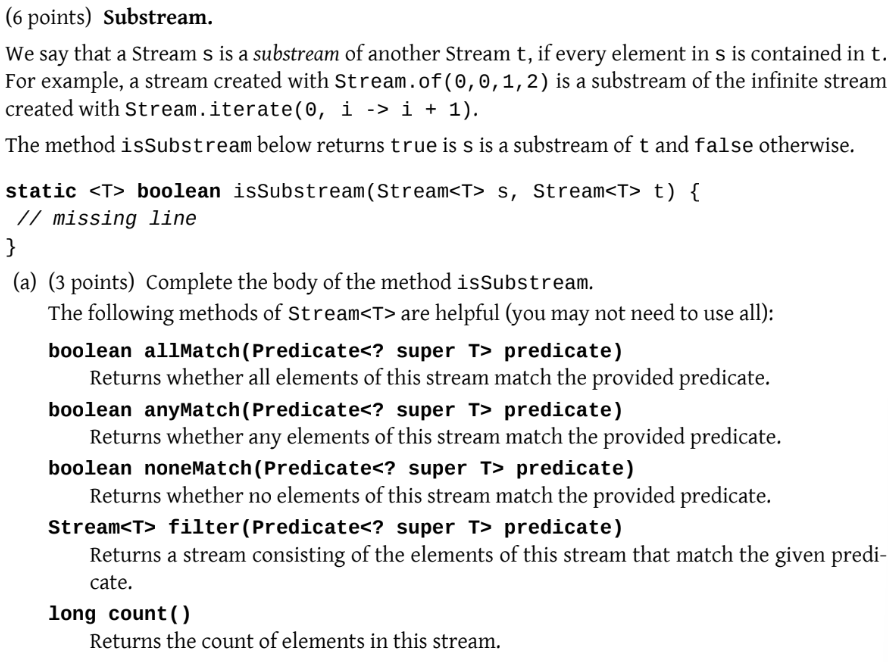 (6 points) Substream.
We say that a Stream s is a substream of another Stream t, if every element in s is contained in t.
For example, a stream created with Stream.of(0,0,1,2) is a substream of the infinite stream
created with Stream.iterate(0, i -> i + 1).
The method isSubstream below returns true is s is a substream of t and false otherwise.
static <T> boolean isSubstream(Stream<T> s, Stream<T> t) {
// missing line
}
(a) (3 points) Complete the body of the method isSubstream.
The following methods of Stream<T> are helpful (you may not need to use all):
boolean allMatch(Predicate<? super T> predicate)
Returns whether all elements of this stream match the provided predicate.
boolean anyMatch(Predicate<? super T> predicate)
Returns whether any elements of this stream match the provided predicate.
boolean noneMatch(Predicate<? super T> predicate)
Returns whether no elements of this stream match the provided predicate.
Stream<T> filter(Predicate<? super T> predicate)
Returns a stream consisting of the elements of this stream that match the given predi-
cate.
long count()
Returns the count of elements in this stream.